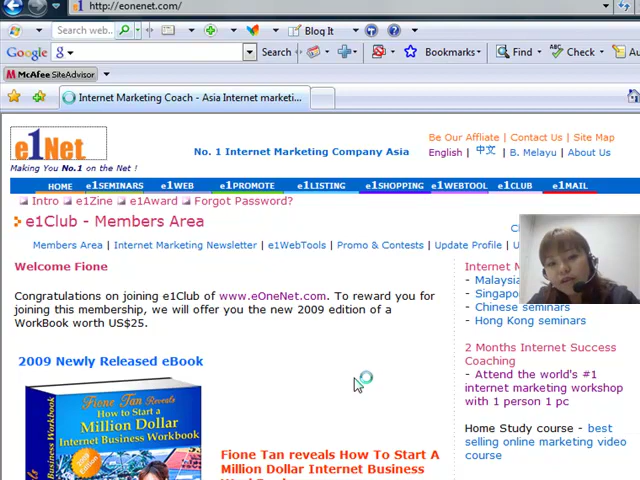 http://eonenet.com/
Search web...
Blog It
Google
g
Search
Bookmarks
Find
Check
McAfee SiteAdvisor
Internet Marketing Coach - Asia Internet marketi...
e1Net
Making You No.1 on the Net !
No. 1 Internet Marketing Company Asia
Be Our Affliate | Contact Us | Site Map
English | 中文 | B. Melayu | About Us
HOME e1SEMINARS e1WEB e1PROMOTE e1LISTING e1SHOPPING e1WEBTOOL e1CLUB e1MAIL
Intro e1Zine e1Award Forgot Password?
e1Club - Members Area
Members Area | Internet Marketing Newsletter | e1WebTools | Promo & Contests | Update Profile |
Welcome Fione
Congratulations on joining e1Club of www.eOneNet.com. To reward you for
joining this membership, we will offer you the new 2009 edition of a
WorkBook worth US$25.
2009 Newly Released eBook
Fione Tan reveals
How to Start a
Million Dollar
Internet Business
Workbook
2009
Edition
Fione Tan reveals How To Start A
Million Dollar Internet Business
Internet
- Malaysia
- Singapo
- Chinese seminars
- Hong Kong seminars
2 Months Internet Success
Coaching
- Attend the world's #1
internet marketing workshop
with 1 person 1 pc
Home Study course - best
selling online marketing video
course